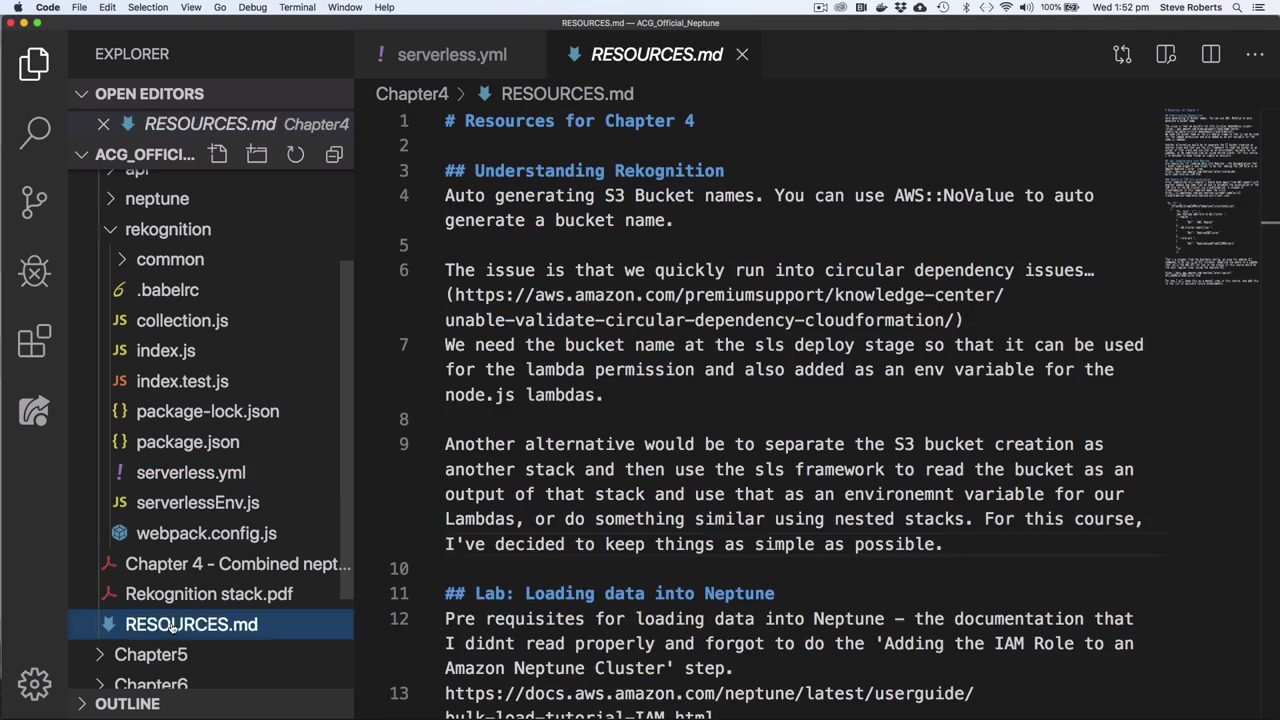 Code File Edit Selection View Go Debug Terminal Window Help 100% Wed 1:52 pm Steve Roberts
RESOURCES.md — ACG_Official_Neptune
EXPLORER
! serverless.yml
RESOURCES.md
OPEN EDITORS
Chapter4 > RESOURCES.md
RESOURCES.md Chapter4
ACG_OFFICI...
api
neptune
rekognition
common
.babelrc
JS collection.js
JS index.js
JS index.test.js
{} package-lock.json
{} package.json
! serverless.yml
JS serverlessEnv.js
webpack.config.js
Chapter 4 - Combined nept...
Rekognition stack.pdf
RESOURCES.md
Chapter5
Chapter6
OUTLINE
1 # Resources for Chapter 4
2
3 ## Understanding Rekognition
4 Auto generating S3 Bucket names. You can use AWS::NoValue to auto
generate a bucket name.
5
6 The issue is that we quickly run into circular dependency issues…
(https://aws.amazon.com/premiumsupport/knowledge-center/
unable-validate-circular-dependency-cloudformation/)
7 We need the bucket name at the sls deploy stage so that it can be used
for the lambda permission and also added as an env variable for the
node.js lambdas.
8
9 Another alternative would be to separate the S3 bucket creation as
another stack and then use the sls framework to read the bucket as an
output of that stack and use that as an environemnt variable for our
Lambdas, or do something similar using nested stacks. For this course,
I've decided to keep things as simple as possible.
10
11 ## Lab: Loading data into Neptune
12 Pre requisites for loading data into Neptune - the documentation that
I didnt read properly and forgot to do the 'Adding the IAM Role to an
Amazon Neptune Cluster' step.
13 https://docs.aws.amazon.com/neptune/latest/userguide/
bulk-load-tutorial-IAM.html